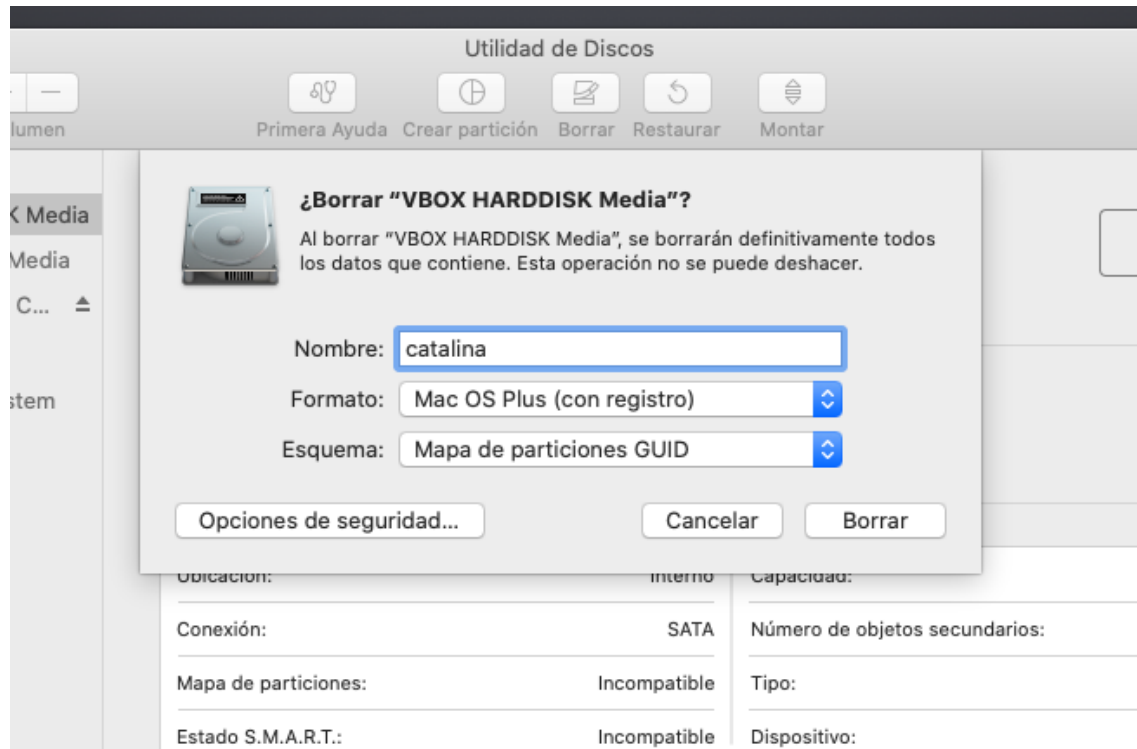 Utilidad de Discos
lumen
Primera Ayuda Crear partición Borrar Restaurar Montar
¿Borrar “VBOX HARDDISK Media”?
Al borrar “VBOX HARDDISK Media”, se borrarán definitivamente todos
los datos que contiene. Esta operación no se puede deshacer.
K Media
Media
C...
stem
Nombre: catalina
Formato: Mac OS Plus (con registro)
Esquema: Mapa de particiones GUID
Opciones de seguridad... Cancelar Borrar
Ubicación: Interno Capacidad:
Conexión: SATA Número de objetos secundarios:
Mapa de particiones: Incompatible Tipo:
Estado S.M.A.R.T.: Incompatible Dispositivo: